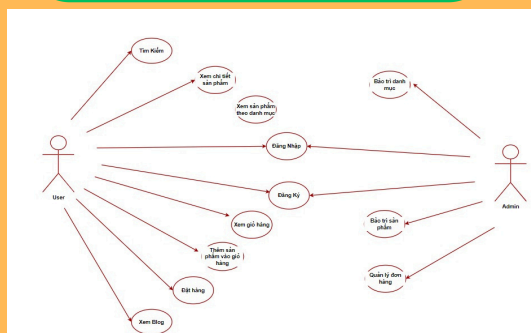 Tìm Kiếm
Xem chi tiết
sản phẩm
Bảo trì danh
mục
Xem sản phẩm
theo danh mục
Đăng Nhập
User
Admin
Đăng Ký
Xem giỏ hàng
Bảo trì sản
phẩm
Thêm sản
phẩm vào giỏ
hàng
Quản lý đơn
hàng
Đặt hàng
Xem Blog